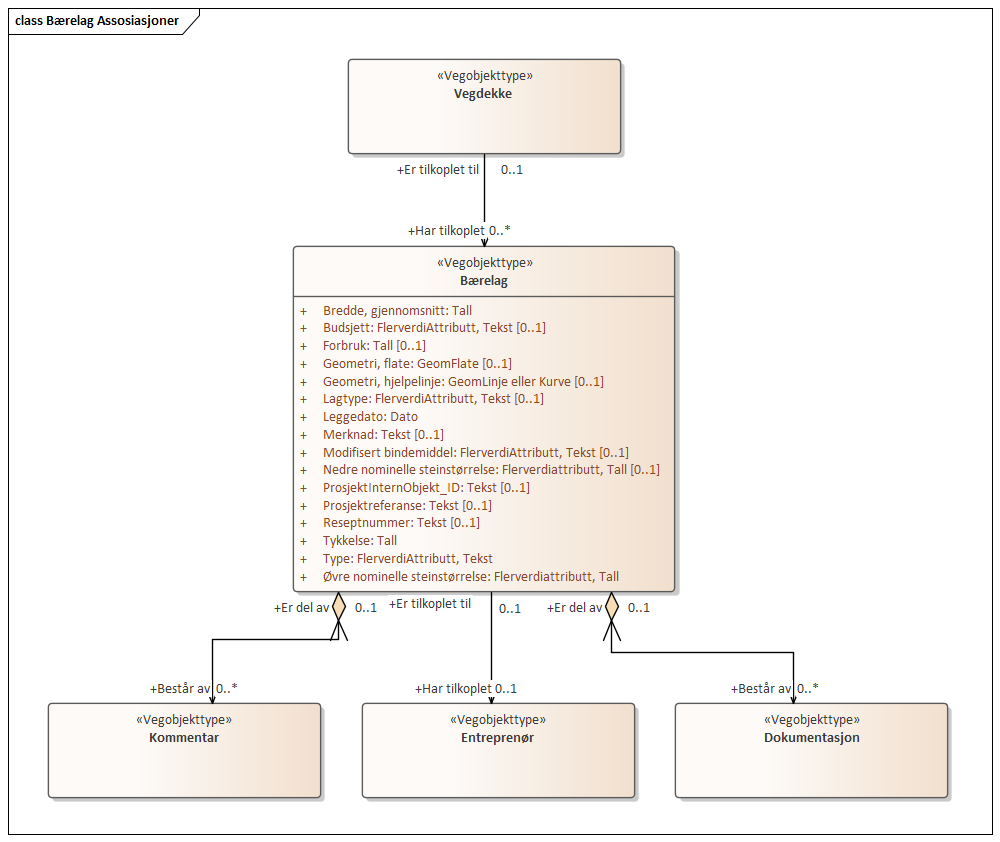 class Bærelag Assosiasjoner
«Vegobjekttype»
Vegdekke
+Er tilkoplet til 0..1
+Har tilkoplet 0..*
«Vegobjekttype»
Bærelag
+ Bredde, gjennomsnitt: Tall
+ Budsjett: FlerverdiAttributt, Tekst [0..1]
+ Forbruk: Tall [0..1]
+ Geometri, flate: GeomFlate [0..1]
+ Geometri, hjelpelinje: GeomLinje eller Kurve [0..1]
+ Lagtype: FlerverdiAttributt, Tekst [0..1]
+ Leggedato: Dato
+ Merknad: Tekst [0..1]
+ Modifisert bindemiddel: FlerverdiAttributt, Tekst [0..1]
+ Nedre nominelle steinstørrelse: Flerverdiattributt, Tall [0..1]
+ ProsjektInternObjekt_ID: Tekst [0..1]
+ Prosjektreferanse: Tekst [0..1]
+ Reseptnummer: Tekst [0..1]
+ Tykkelse: Tall
+ Type: FlerverdiAttributt, Tekst
+ Øvre nominelle steinstørrelse: Flerverdiattributt, Tall
+Er del av 0..1 +Er tilkoplet til 0..1 +Er del av 0..1
+Består av 0..* +Har tilkoplet 0..1 +Består av 0..*
«Vegobjekttype»
Kommentar
«Vegobjekttype»
Entreprenør
«Vegobjekttype»
Dokumentasjon